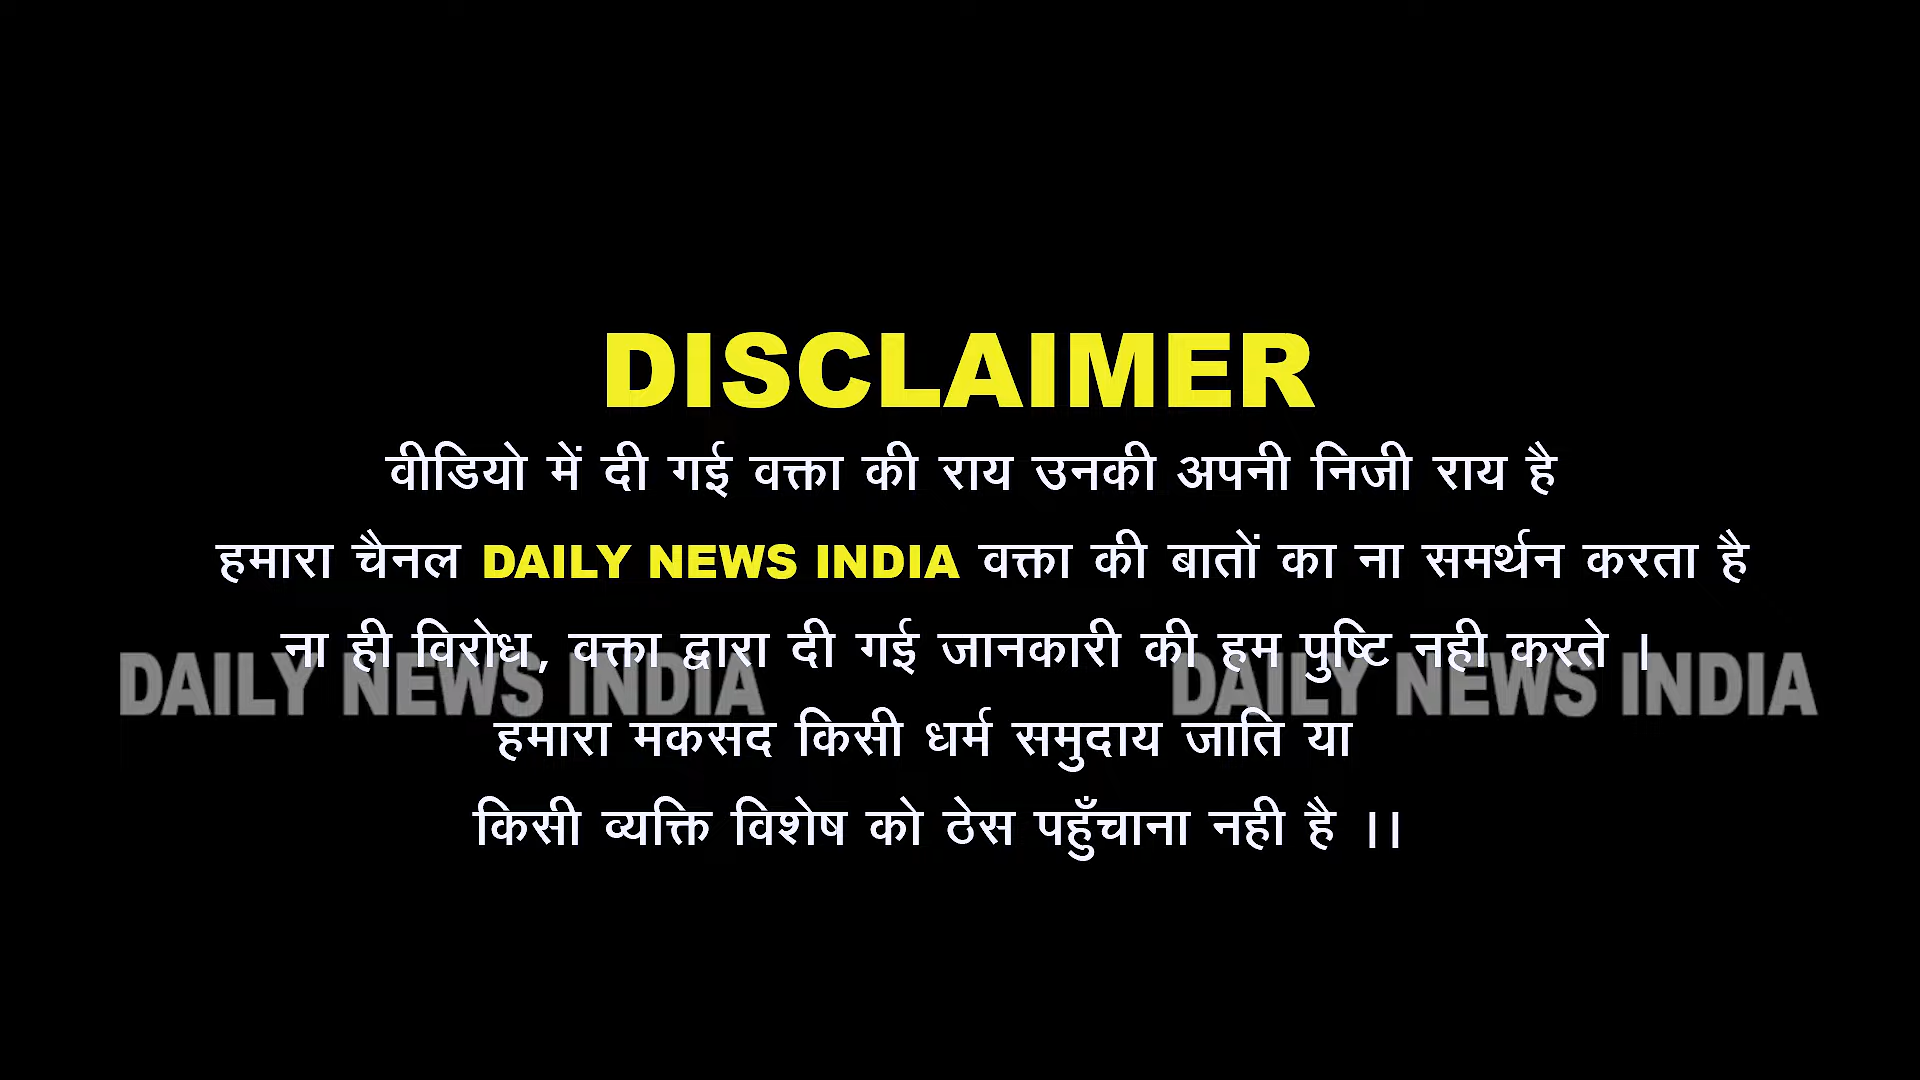 DISCLAIMER
वीडियो में दी गई वक्ता की राय उनकी अपनी निजी राय है
हमारा चैनल DAILY NEWS INDIA वक्ता की बातों का ना समर्थन करता है
ना ही विरोध, वक्ता द्वारा दी गई जानकारी की हम पुष्टि नही करते ।
DAILY NEWS INDIA DAILY NEWS INDIA
हमारा मकसद किसी धर्म समुदाय जाति या
किसी व्यक्ति विशेष को ठेस पहुँचाना नही है ।।